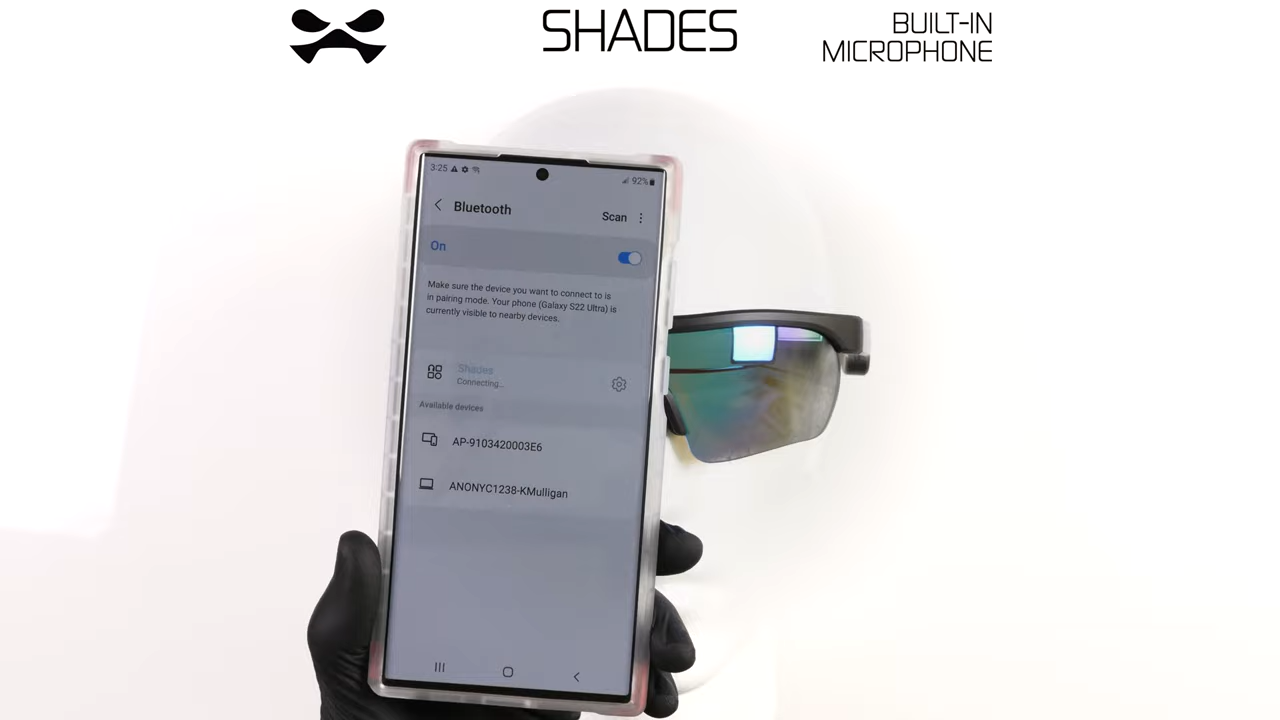 SHADES
BUILT-IN
MICROPHONE
3:25
92%
Bluetooth
Scan
On
Make sure the device you want to connect to is
in pairing mode. Your phone (Galaxy S22 Ultra) is
currently visible to nearby devices.
Shades
Connecting...
Available devices
AP-9103420003E6
ANONYC1238-KMulligan